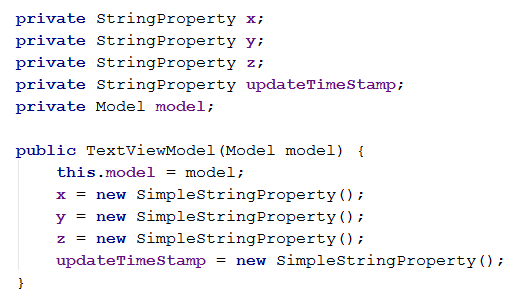 private StringProperty x;
private StringProperty y;
private StringProperty z;
private StringProperty updateTimeStamp;
private Model model;

public TextViewModel(Model model) {
    this.model = model;
    x = new SimpleStringProperty();
    y = new SimpleStringProperty();
    z = new SimpleStringProperty();
    updateTimeStamp = new SimpleStringProperty();
}